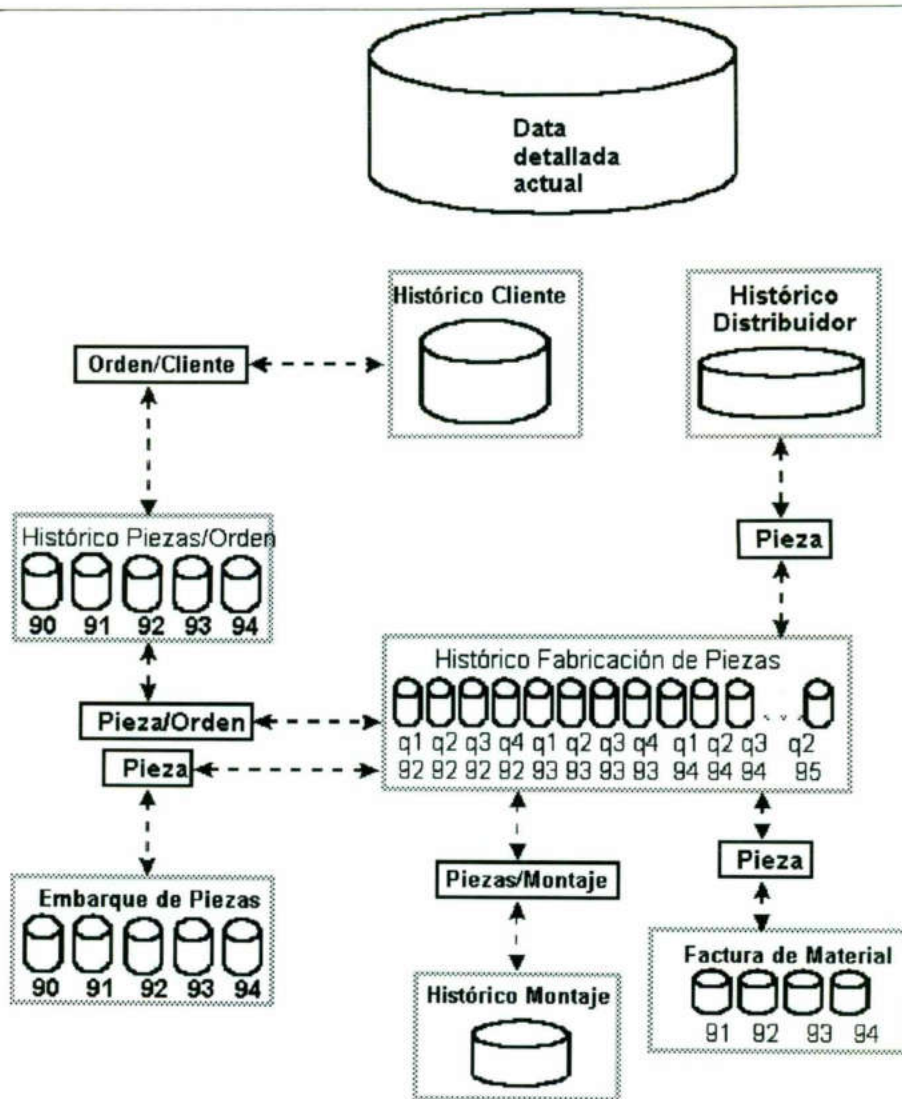 Data
detallada
actual
Histórico Cliente
Histórico
Distribuidor
Orden/Cliente
Histórico Piezas/Orden
90 91 92 93 94
Pieza
Histórico Fabricación de Piezas
q1 q2 q3 q4 q1 q2 q3 q4 q1 q2 q3 q2
92 92 92 92 93 93 93 93 94 94 94 95
Pieza/Orden
Pieza
Embarque de Piezas
90 91 92 93 94
Piezas/Montaje
Histórico Montaje
Pieza
Factura de Material
91 92 93 94